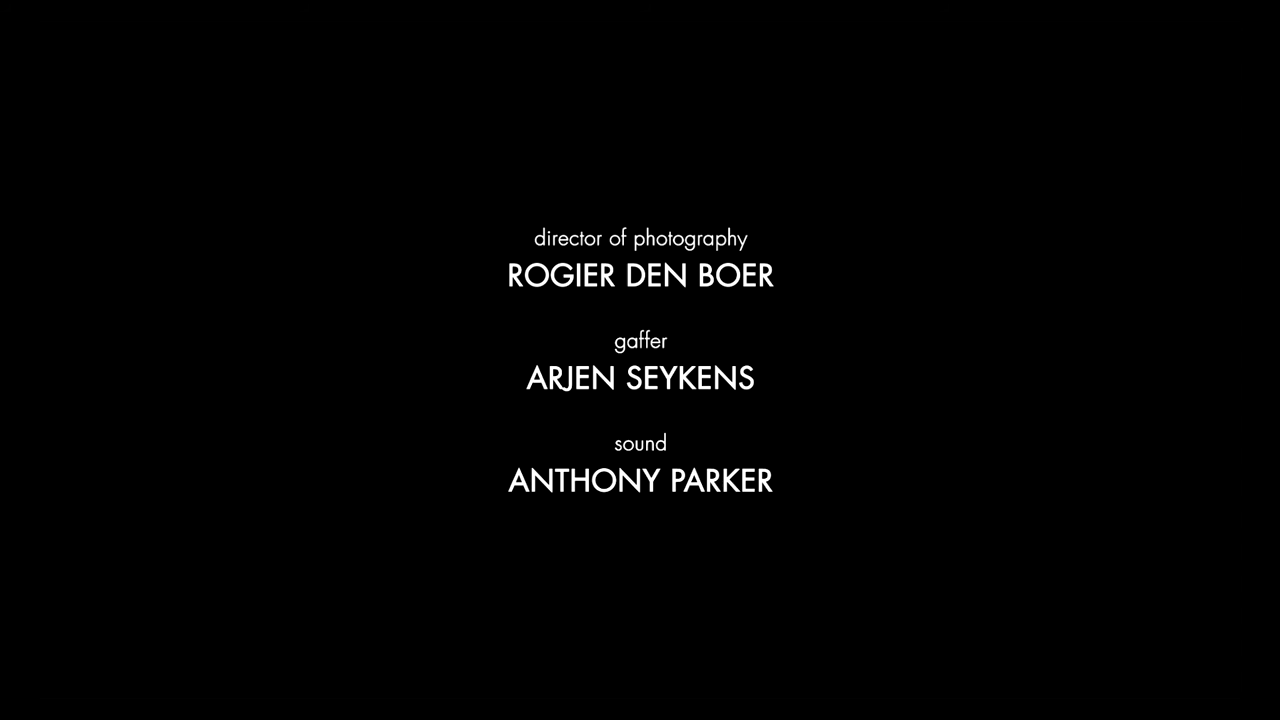 director of photography
ROGIER DEN BOER
gaffer
ARJEN SEYKENS
sound
ANTHONY PARKER